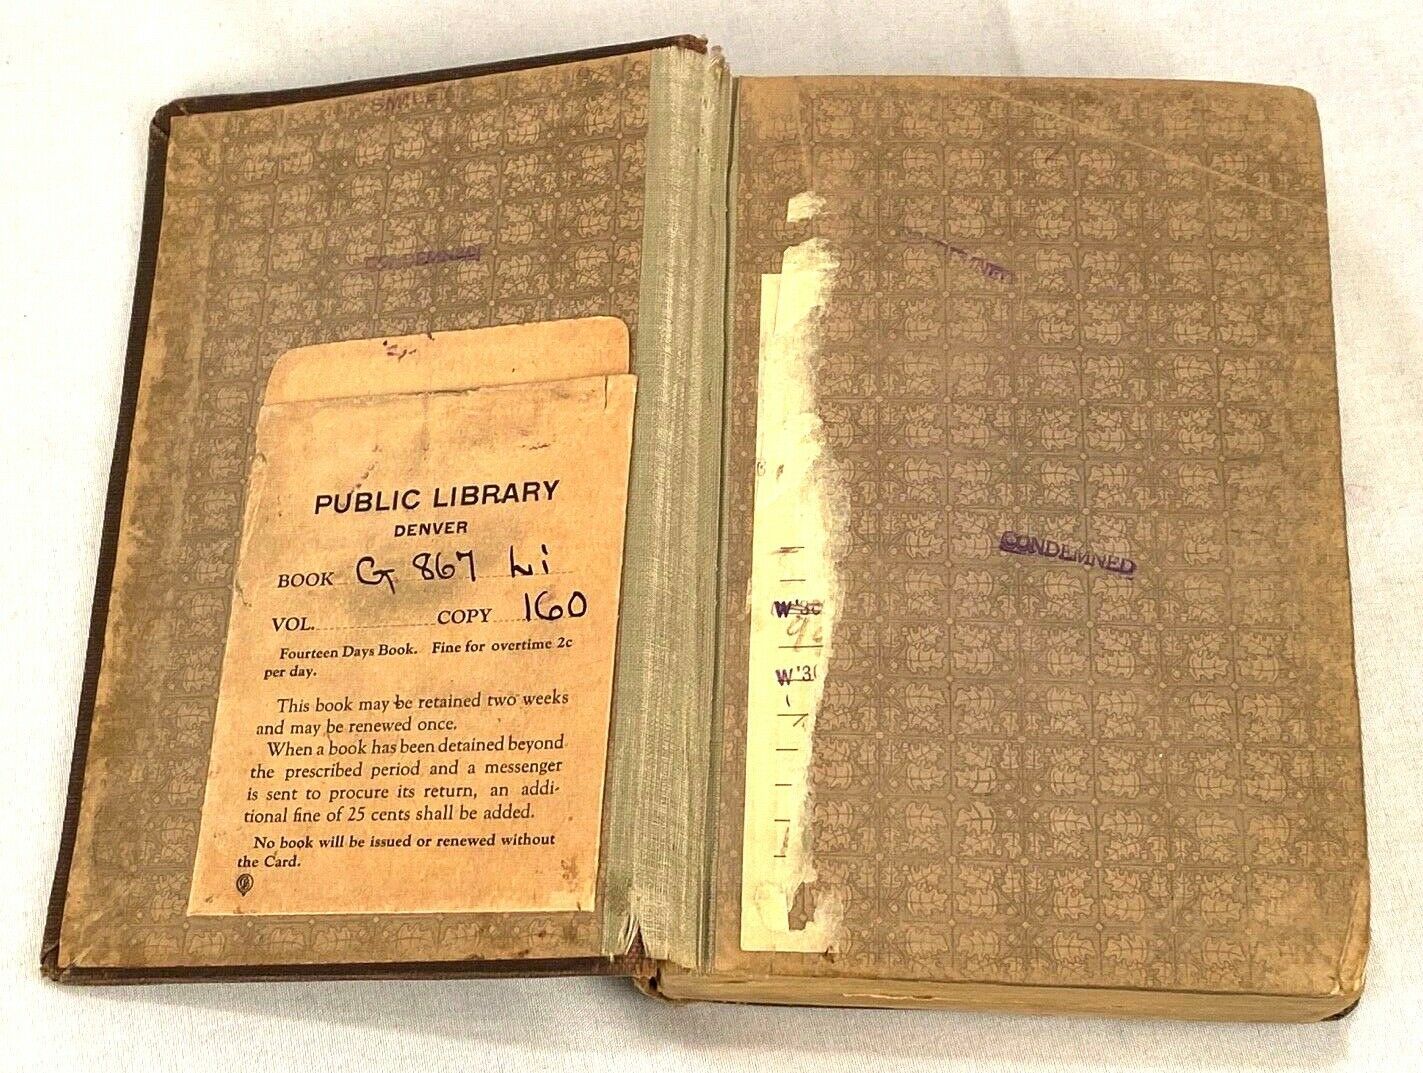 CONDEMNED
PUBLIC LIBRARY
DENVER
BOOK G 867 Li
VOL. COPY 160
Fourteen Days Book. Fine for overtime 2c
per day.
This book may be retained two weeks
and may be renewed once.
When a book has been detained beyond
the prescribed period and a messenger
is sent to procure its return, an addi-
tional fine of 25 cents shall be added.
No book will be issued or renewed without
the Card.
CONDEMNED
W '30
W '3